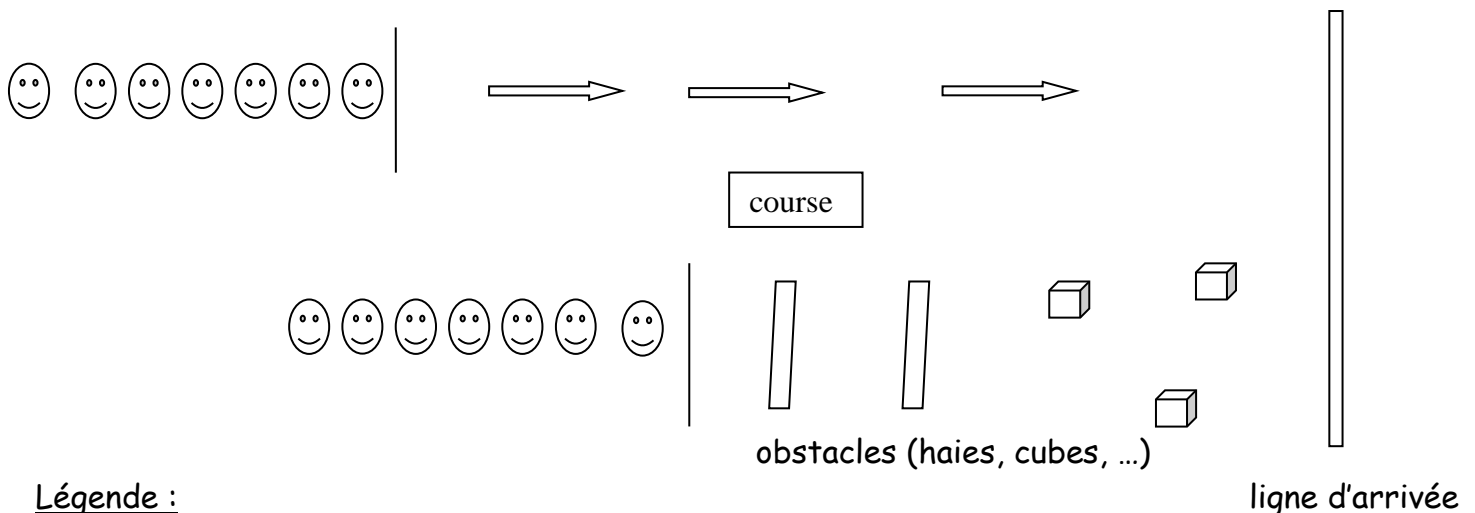 course
obstacles (haies, cubes, …)
Légende :
ligne d'arrivée